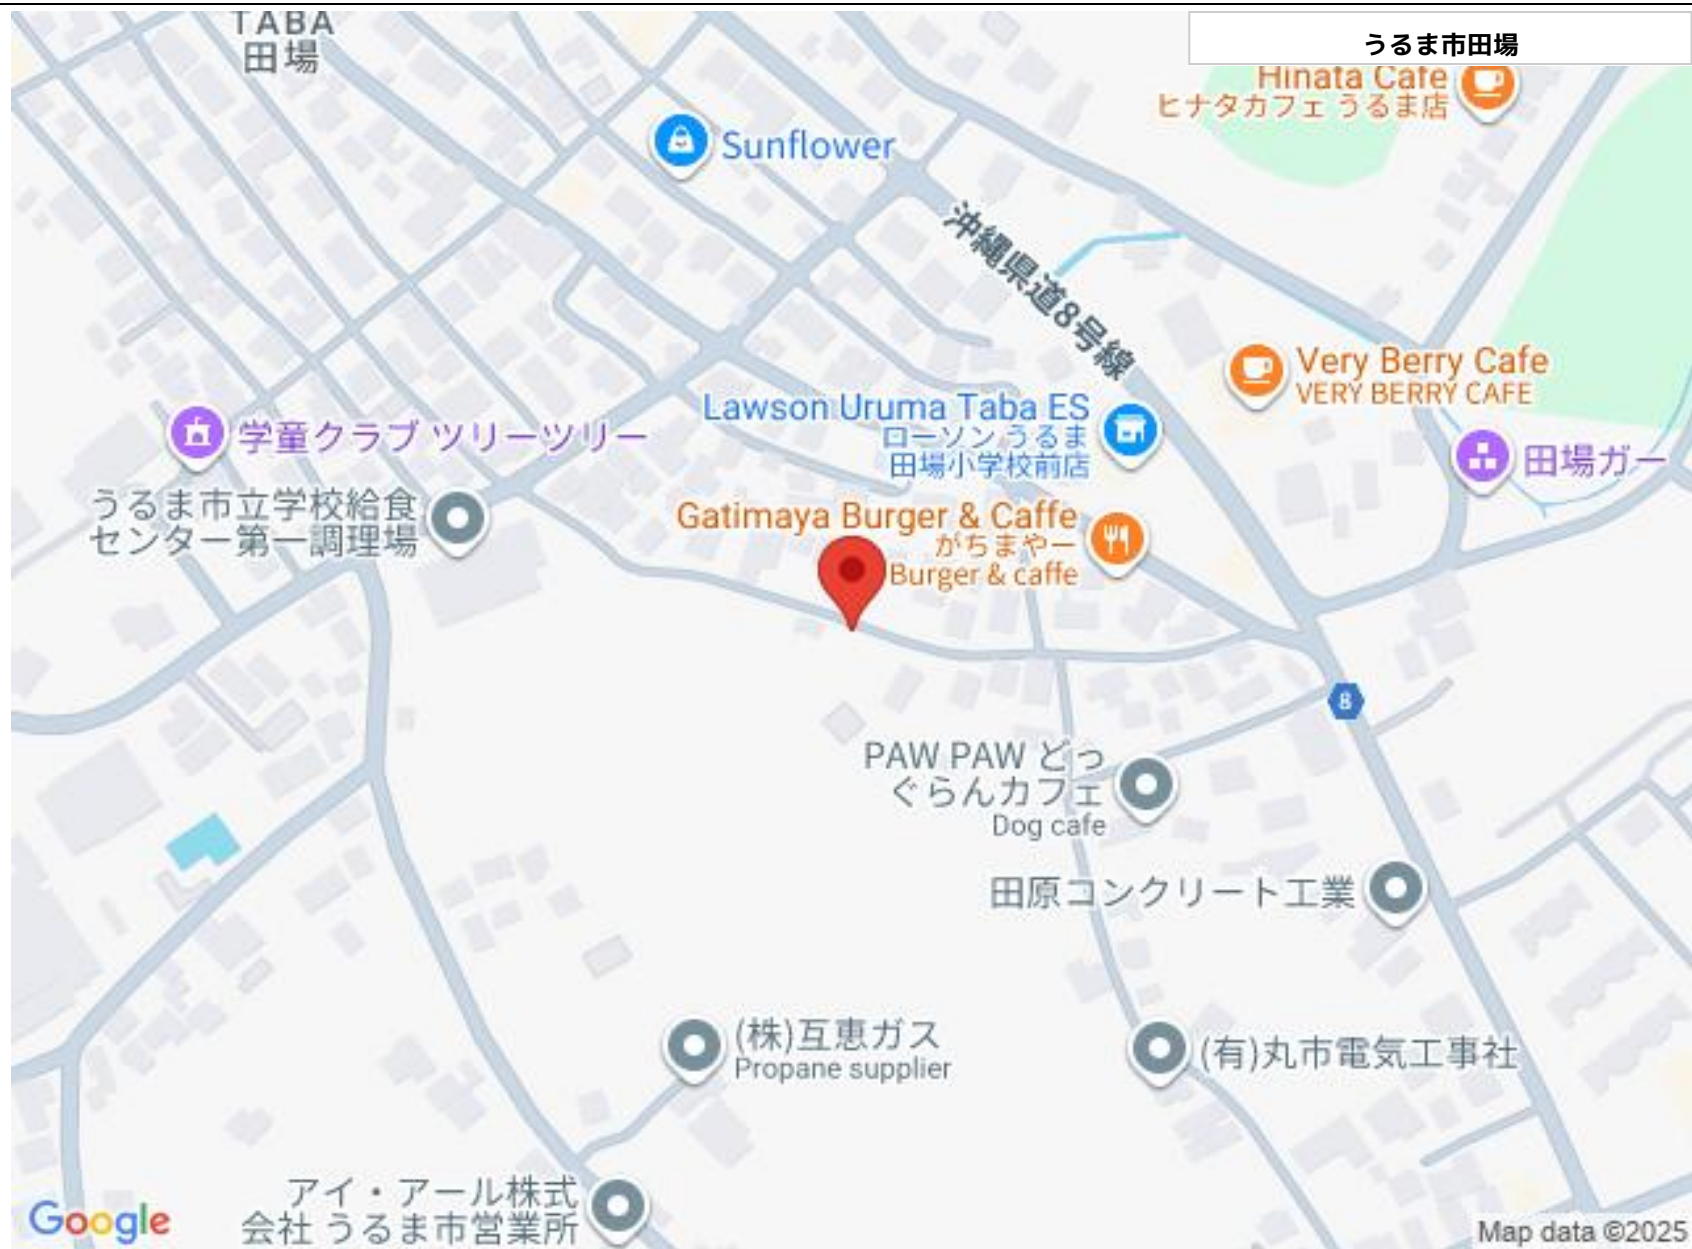 TABA
田場
うるま市田場
Hinata Cafe
ヒナタカフェ うるま店
Sunflower
沖縄県道8号線
Very Berry Cafe
VERY BERRY CAFE
Lawson Uruma Taba ES
ローソン うるま
田場小学校前店
学童クラブ ツリーツリー
田場ガー
うるま市立学校給食
センター第一調理場
Gatimaya Burger & Caffe
がちまやー
Burger & caffe
8
PAW PAW どっ
ぐらんカフェ
Dog cafe
田原コンクリート工業
(株)互恵ガス
Propane supplier
(有)丸市電気工事社
アイ・アール株式
会社 うるま市営業所
Google
Map data ©2025